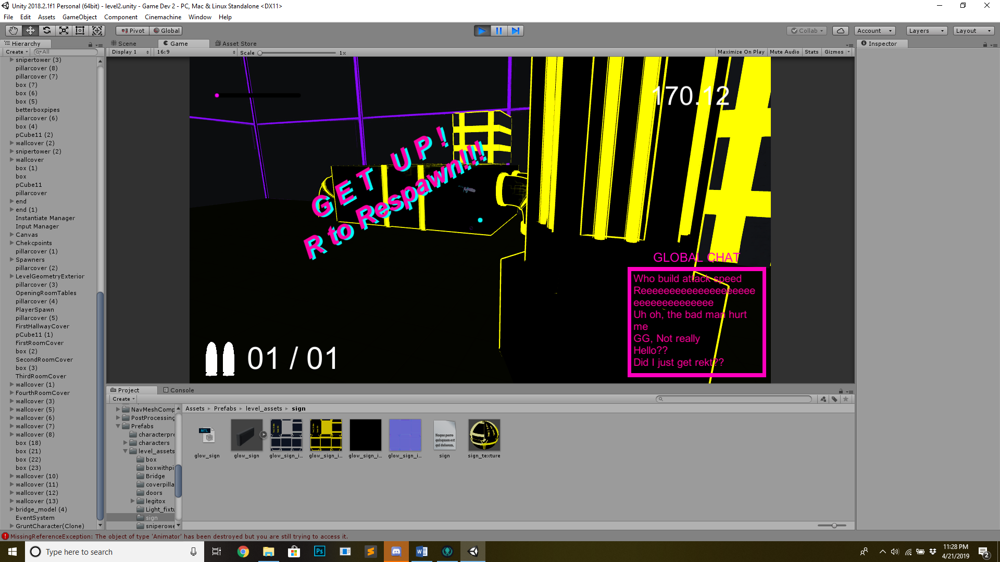 Unity 2018.2.1f1 Personal (64bit) - level2.unity - Game Dev 2 - PC, Mac & Linux Standalone <DX11>
File Edit Assets GameObject Component Cinemachine Window Help
Pivot Global Collab Account Layers Layout
Hierarchy
Create All
snipertower (3)
pillarcover (8)
pillarcover (7)
box (7)
box (6)
box (5)
betterboxpipes
pillarcover (6)
box (4)
pCube11 (2)
wallcover (2)
snipertower (2)
wallcover
box (1)
box
pCube11
pillarcover
end
end (1)
Instantiate Manager
Input Manager
Canvas
Chekcpoints
pillarcover (1)
Spawners
pillarcover (2)
LevelGeometryExterior
pillarcover (3)
OpeningRoomTables
pillarcover (4)
PlayerSpawn
pillarcover (5)
FirstHallwayCover
pCube11 (1)
FirstRoomCover
box (2)
SecondRoomCover
box (3)
ThirdRoomCover
wallcover (1)
FourthRoomCover
wallcover (3)
wallcover (5)
wallcover (6)
wallcover (7)
wallcover (8)
box (18)
box (21)
box (22)
box (23)
wallcover (10)
wallcover (11)
wallcover (12)
wallcover (13)
bridge_model (4)
EventSystem
GruntCharacter(Clone)
Scene Game Asset Store
Display 1 16:9 Scale 1x Maximize On Play Mute Audio Stats Gizmos
170.12
GET UP!
R to Respawn!!!
GLOBAL CHAT
Who build attack speed
Reeeeeeeeeeeeeeeeeeeee
eeeeeeeeeeeeee
Uh oh, the bad man hurt
me
GG, Not really
Hello??
Did I just get rekt??
01 / 01
Inspector
Project Console
Create
NavMeshComp
PostProcessing
Prefabs
characterpre
characters
level_assets
box
boxwithpi
Bridge
coverpilla
doors
legitox
Light_fixtu
sign
sniperowe
Assets Prefabs level_assets sign
MTL
Neque porro
quisquam est
qui dolorem.
glow_sign glow_sign glow_sign_i... glow_sign_i... glow_sign_i... glow_sign_i... sign sign_texture
MissingReferenceException: The object of type 'Animator' has been destroyed but you are still trying to access it.
Type here to search
Ps
W
11:28 PM
4/21/2019
2